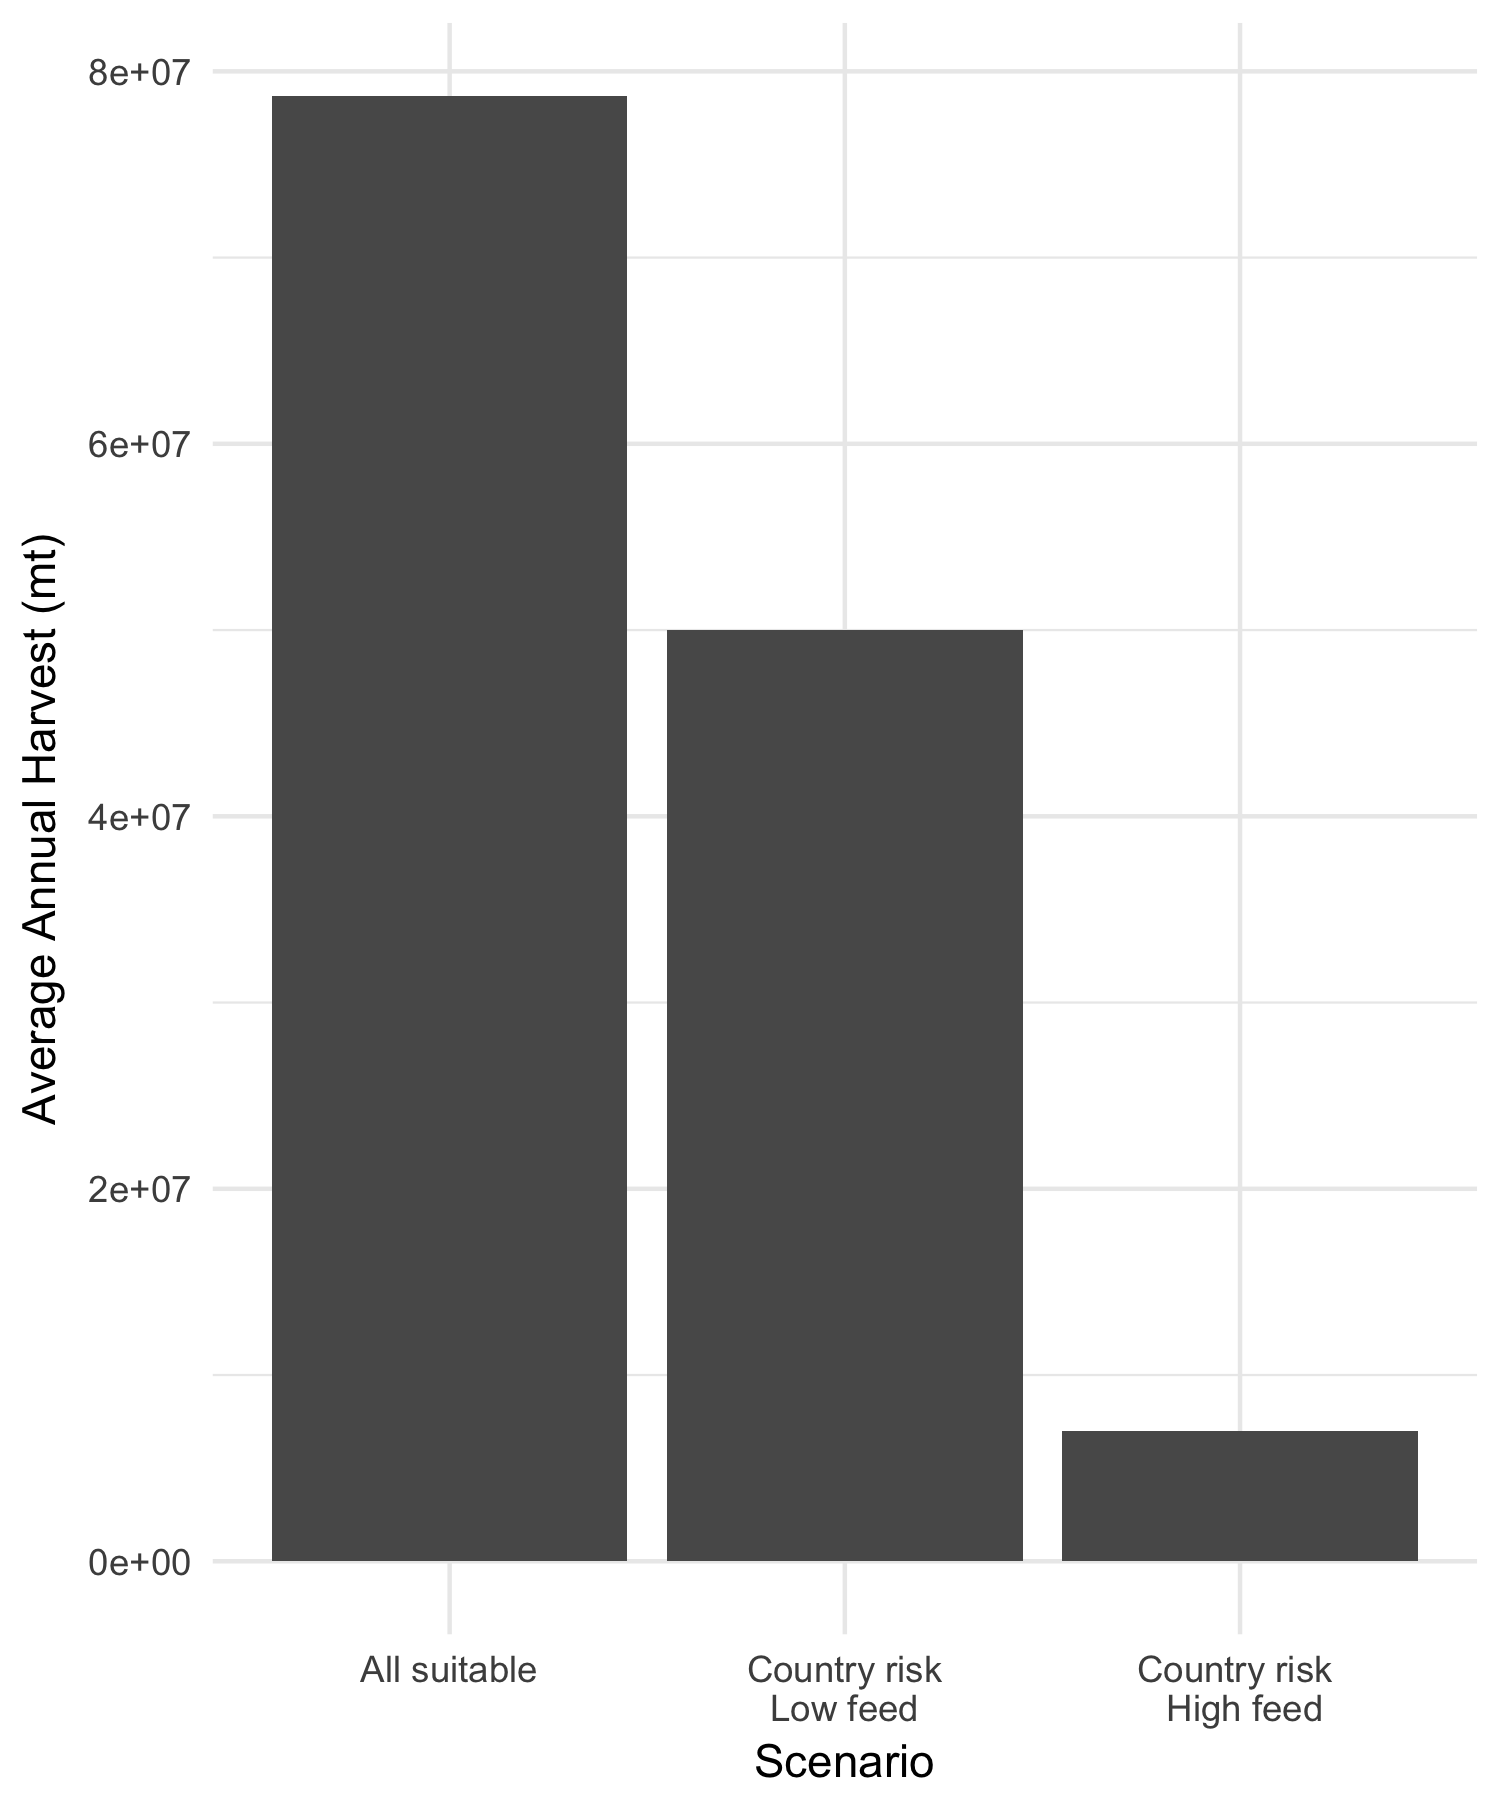 8e+07
6e+07
4e+07
2e+07
0e+00
Average Annual Harvest (mt)
All suitable
Country risk
Low feed
Country risk
High feed
Scenario